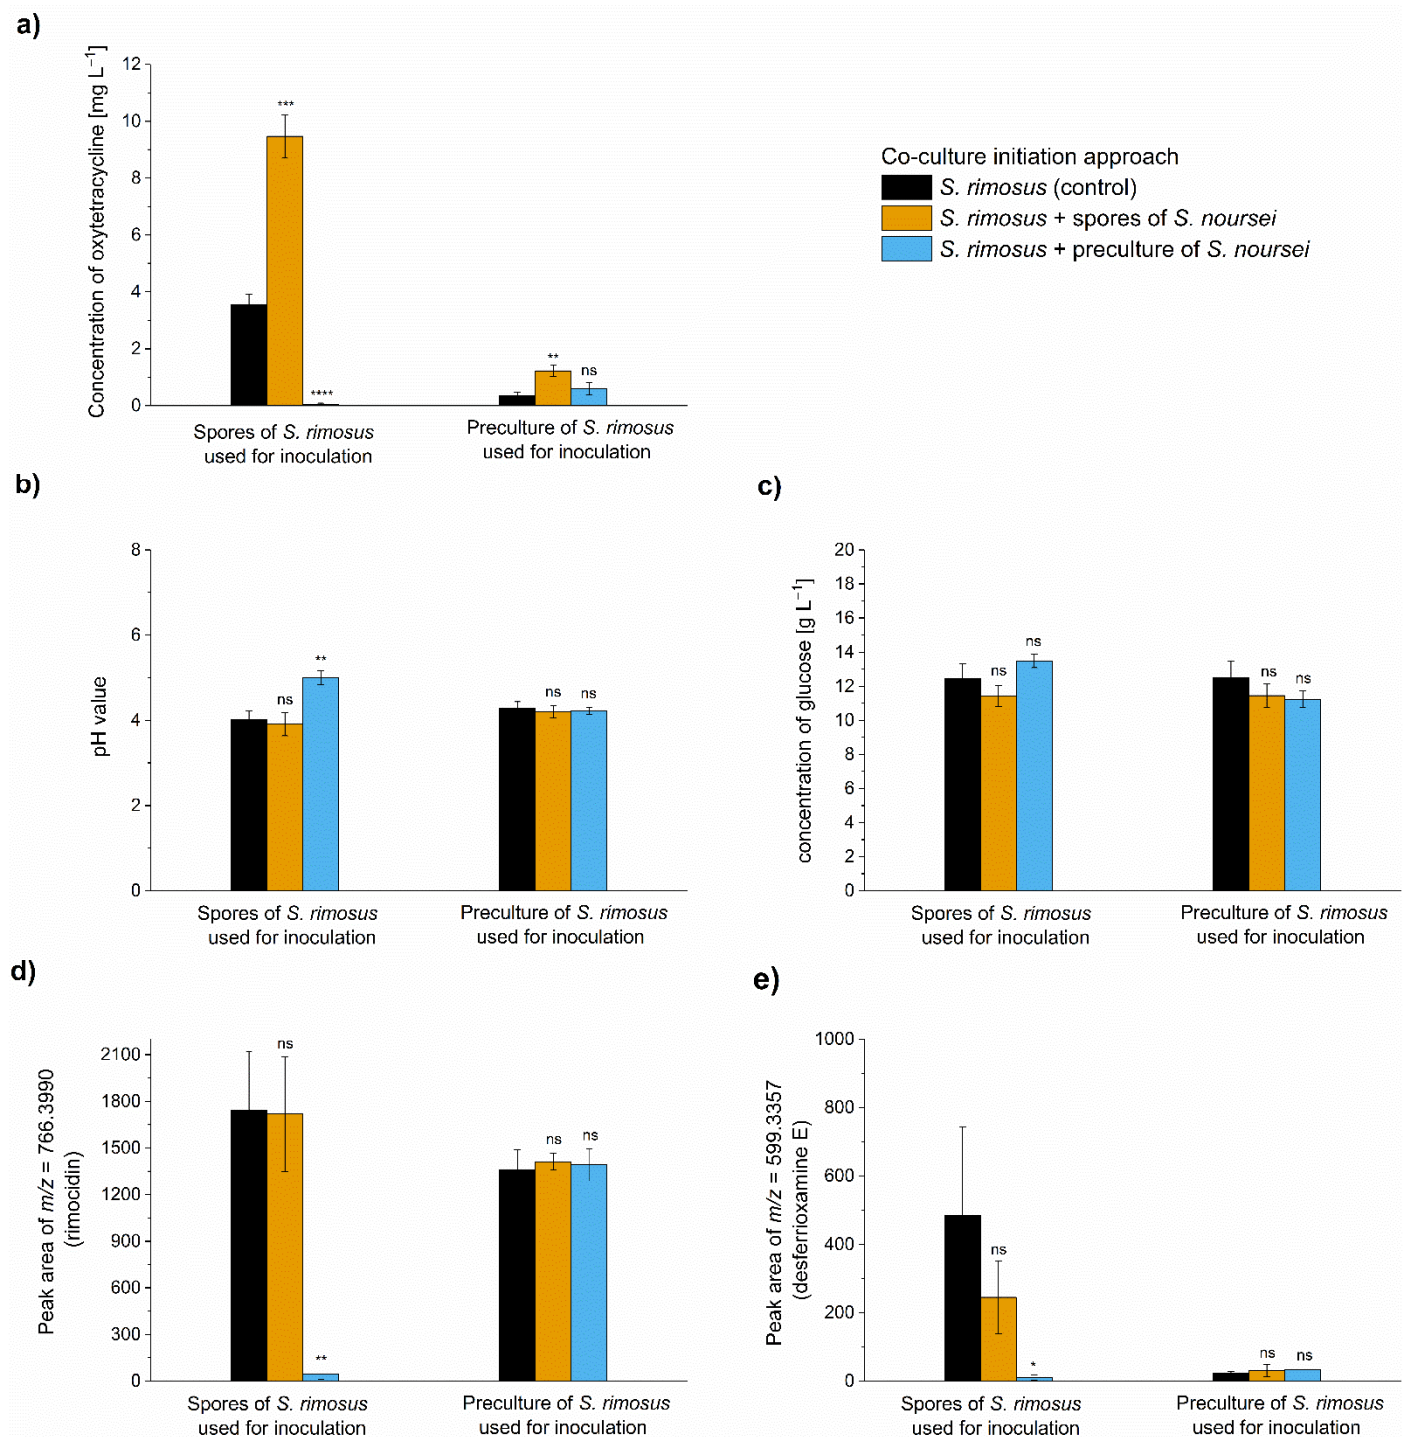 a)
Concentration of oxytetracycline [mg L⁻¹]
12
10
8
6
4
2
0
***
****
**
ns
Spores of S. rimosus
used for inoculation
Preculture of S. rimosus
used for inoculation
Co-culture initiation approach
S. rimosus (control)
S. rimosus + spores of S. noursei
S. rimosus + preculture of S. noursei
b)
pH value
8
6
4
2
0
ns
**
ns
ns
Spores of S. rimosus
used for inoculation
Preculture of S. rimosus
used for inoculation
c)
concentration of glucose [g L⁻¹]
20
18
16
14
12
10
8
6
4
2
0
ns
ns
ns
ns
Spores of S. rimosus
used for inoculation
Preculture of S. rimosus
used for inoculation
d)
Peak area of m/z = 766.3990
(rimocidin)
2100
1800
1500
1200
900
600
300
0
ns
**
ns
ns
Spores of S. rimosus
used for inoculation
Preculture of S. rimosus
used for inoculation
e)
Peak area of m/z = 599.3357
(desferrioxamine E)
1000
800
600
400
200
0
ns
*
ns
ns
Spores of S. rimosus
used for inoculation
Preculture of S. rimosus
used for inoculation